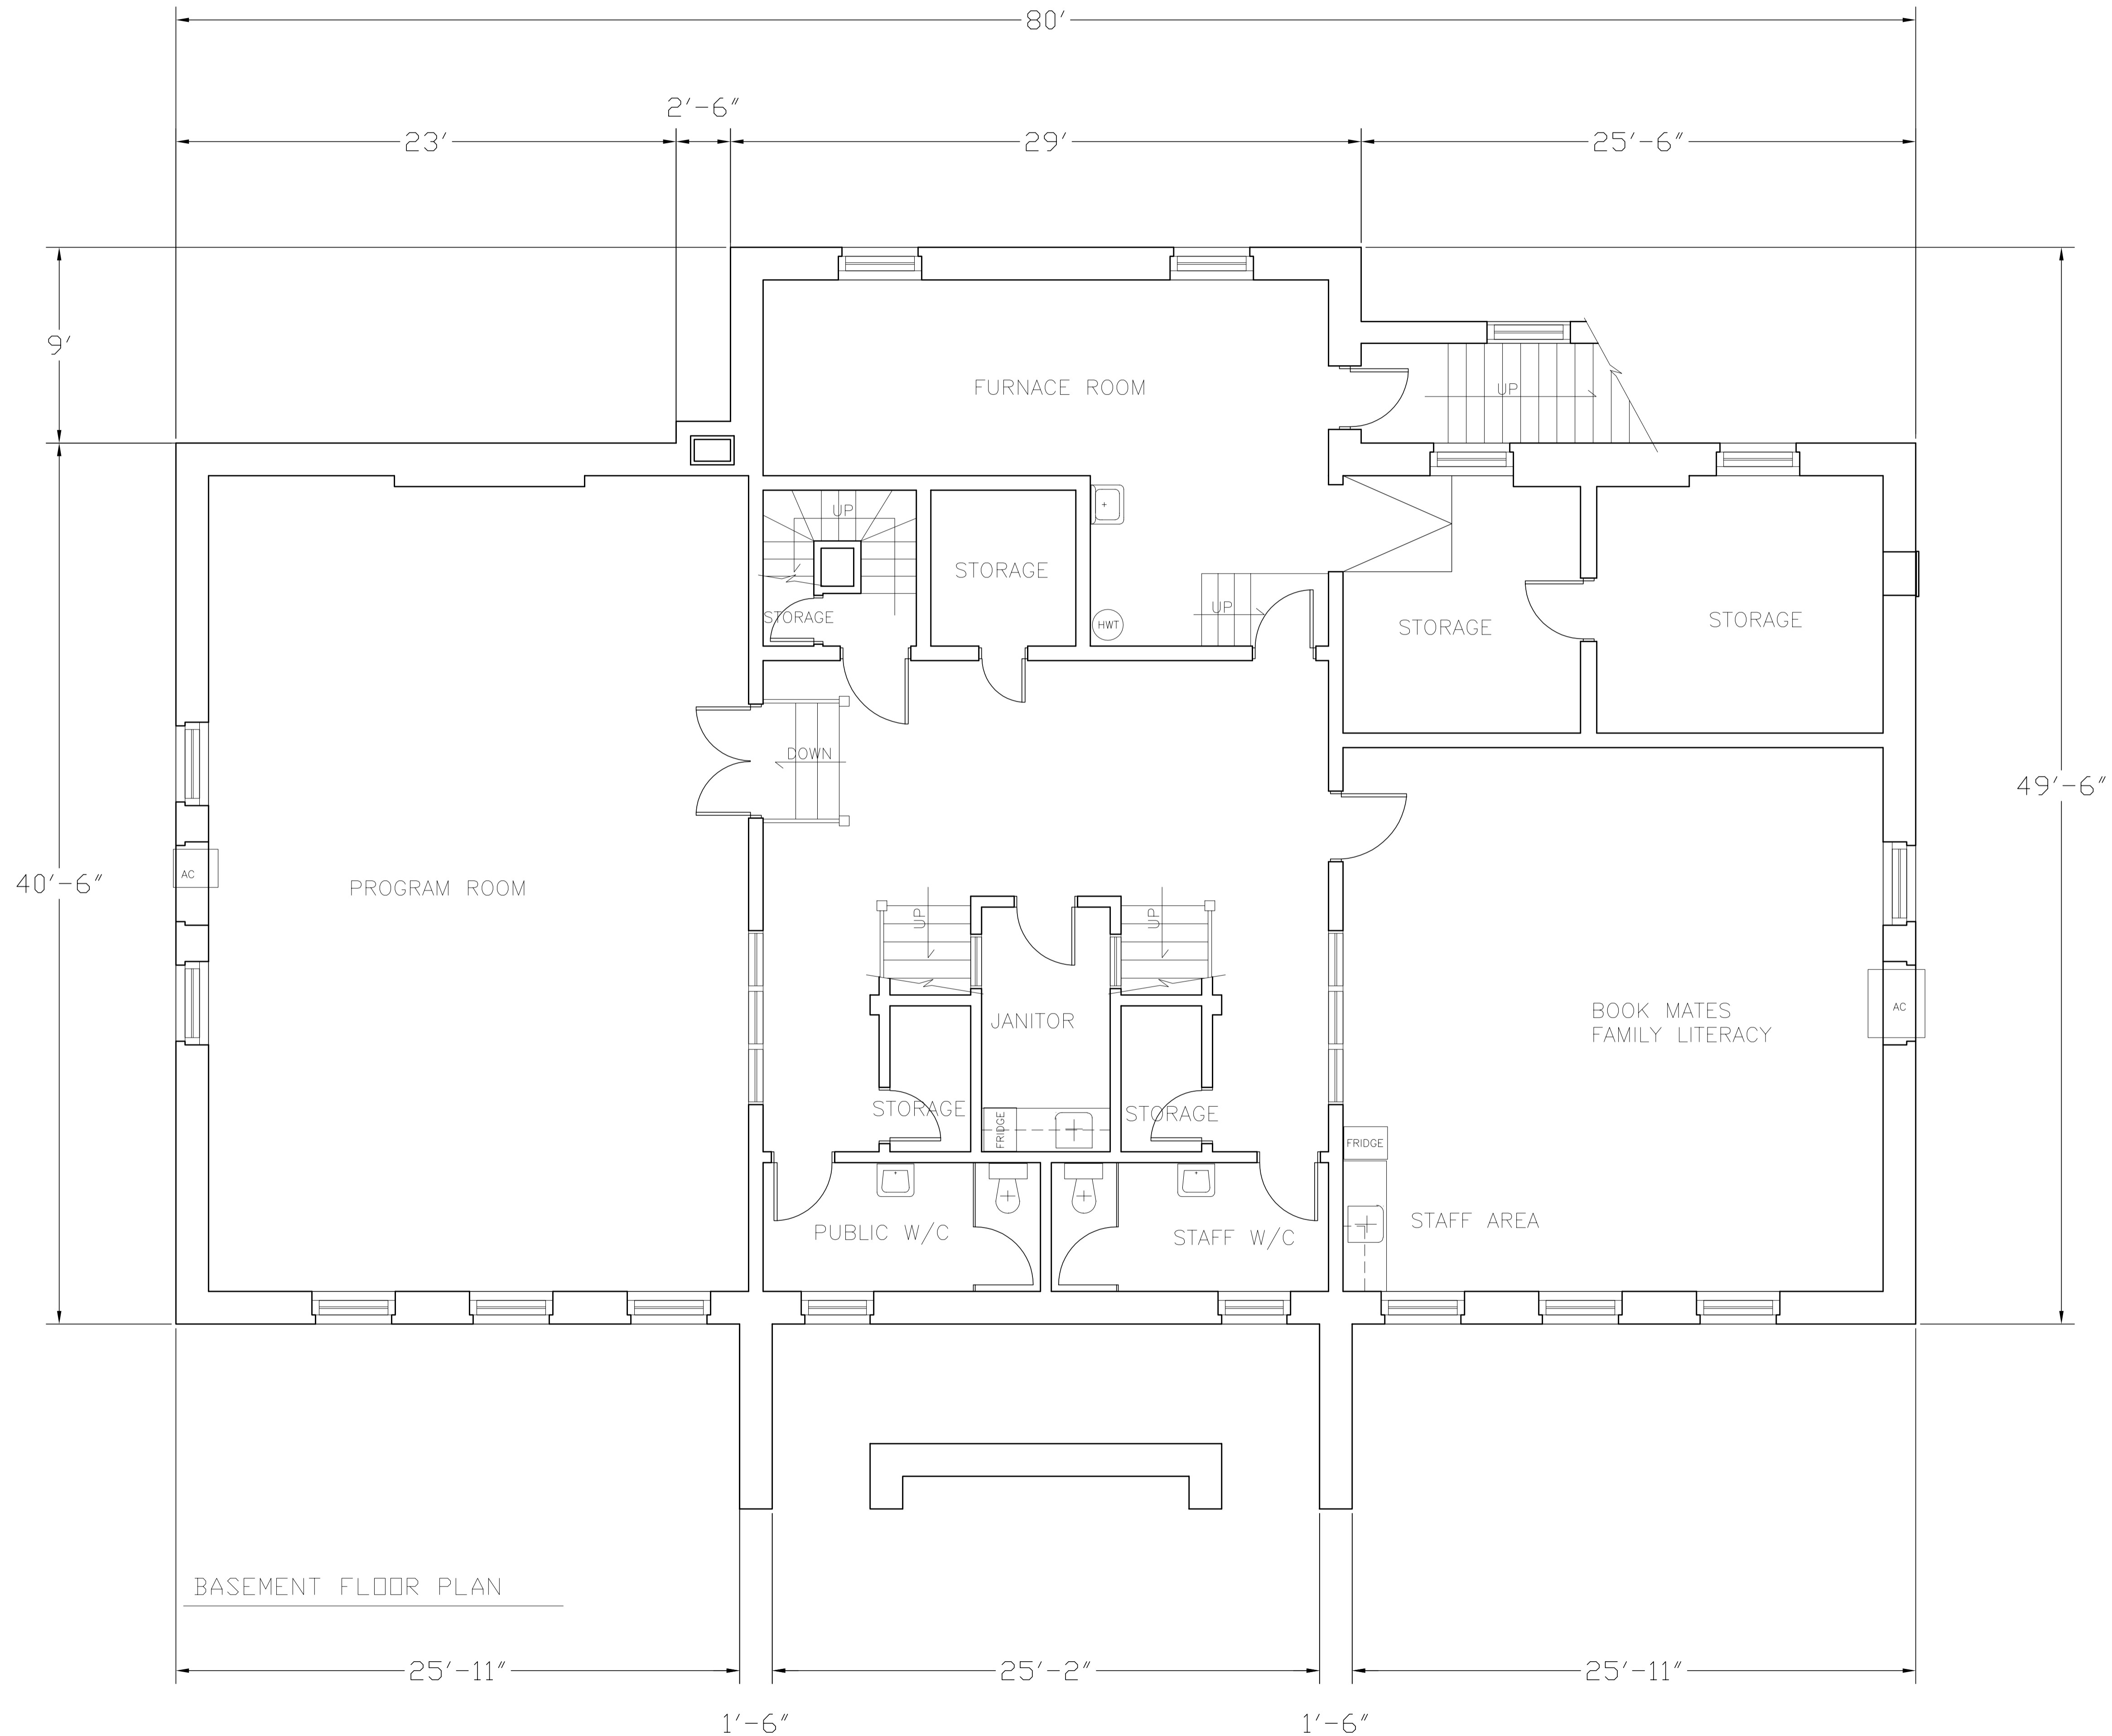 80'
2'-6"
23'
29'
25'-6"
9'
FURNACE ROOM
UP
UP
STORAGE
STORAGE
UP
HWT
STORAGE
STORAGE
STORAGE
DOWN
49'-6"
40'-6"
AC
PROGRAM ROOM
UP
UP
JANITOR
BOOK MATES
FAMILY LITERACY
AC
STORAGE
FRIDGE
STORAGE
FRIDGE
PUBLIC W/C
STAFF W/C
STAFF AREA
BASEMENT FLOOR PLAN
25'-11"
25'-2"
25'-11"
1'-6"
1'-6"